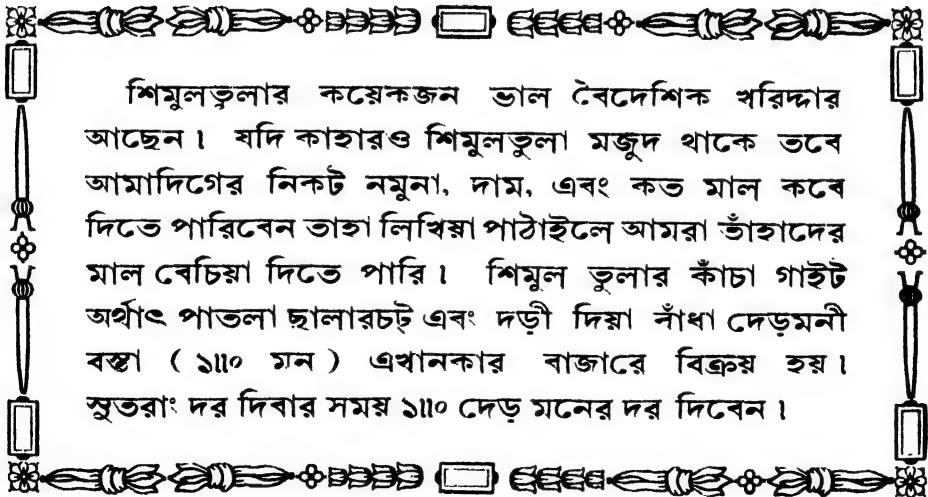 শিমুলতুলার কয়েকজন ভাল বৈদেশিক খরিদ্দার
আছেন। যদি কাহারও শিমুলতুলা মজুদ থাকে তবে
আমাদিগের নিকট নমুনা, দাম, এবং কত মাল কবে
দিতে পারিবেন তাহা লিখিয়া পাঠাইলে আমরা তাঁহাদের
মাল বেচিয়া দিতে পারি। শিমুল তুলার কাঁচা গাইট
অর্থাৎ পাতলা ছালারচট্ এবং দড়ী দিয়া বাঁধা দেড়মনী
বস্তা ( ১৷৷০ মন ) এখানকার বাজারে বিক্রয় হয়।
সুতরাং দর দিবার সময় ১৷৷০ দেড় মনের দর দিবেন।